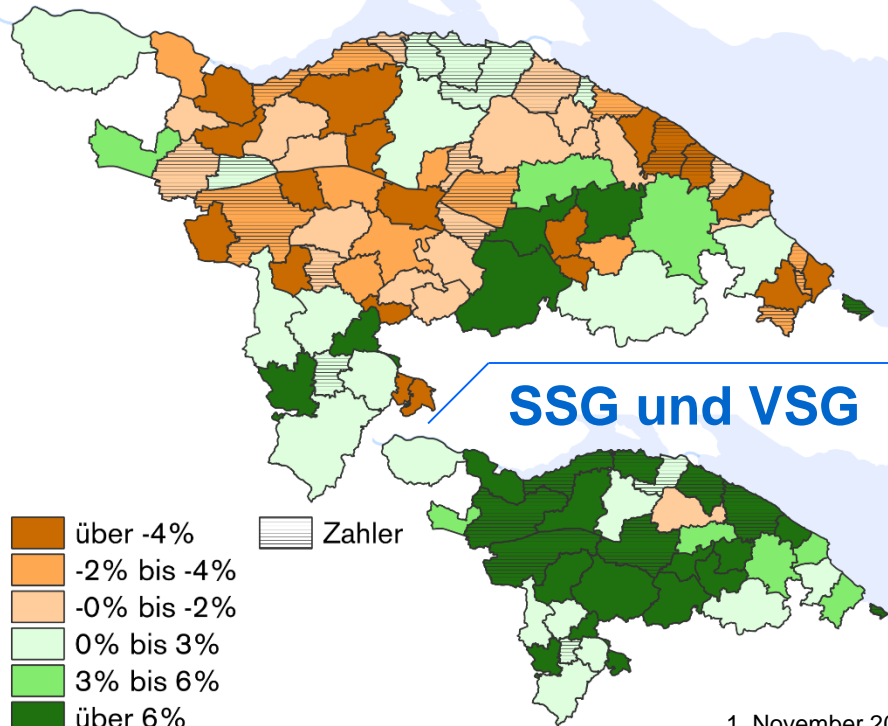 SSG und VSG
über -4%
Zahler
-2% bis -4%
-0% bis -2%
0% bis 3%
3% bis 6%
über 6%
1. November 20